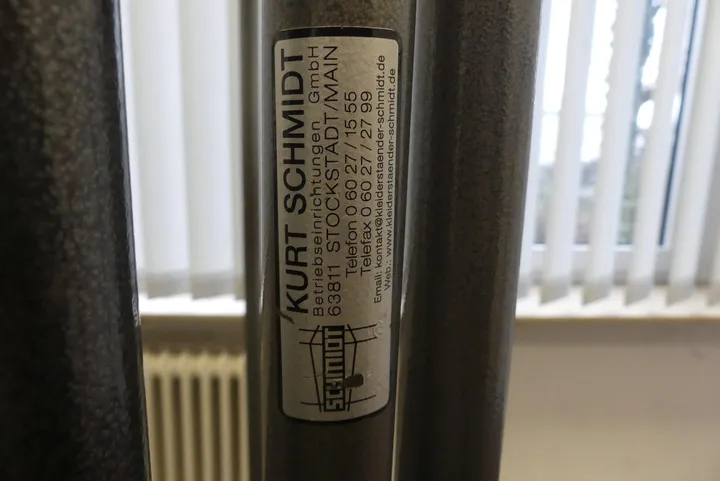 KURT SCHMIDT
Betriebseinrichtungen GmbH
63811 STOCKSTADT/MAIN
Telefon 0 60 27 / 15 55
Telefax 0 60 27 / 27 99
Email: kontakt@kleiderstaender-schmidt.de
Web.: www.kleiderstaender-schmidt.de
SCHMIDT